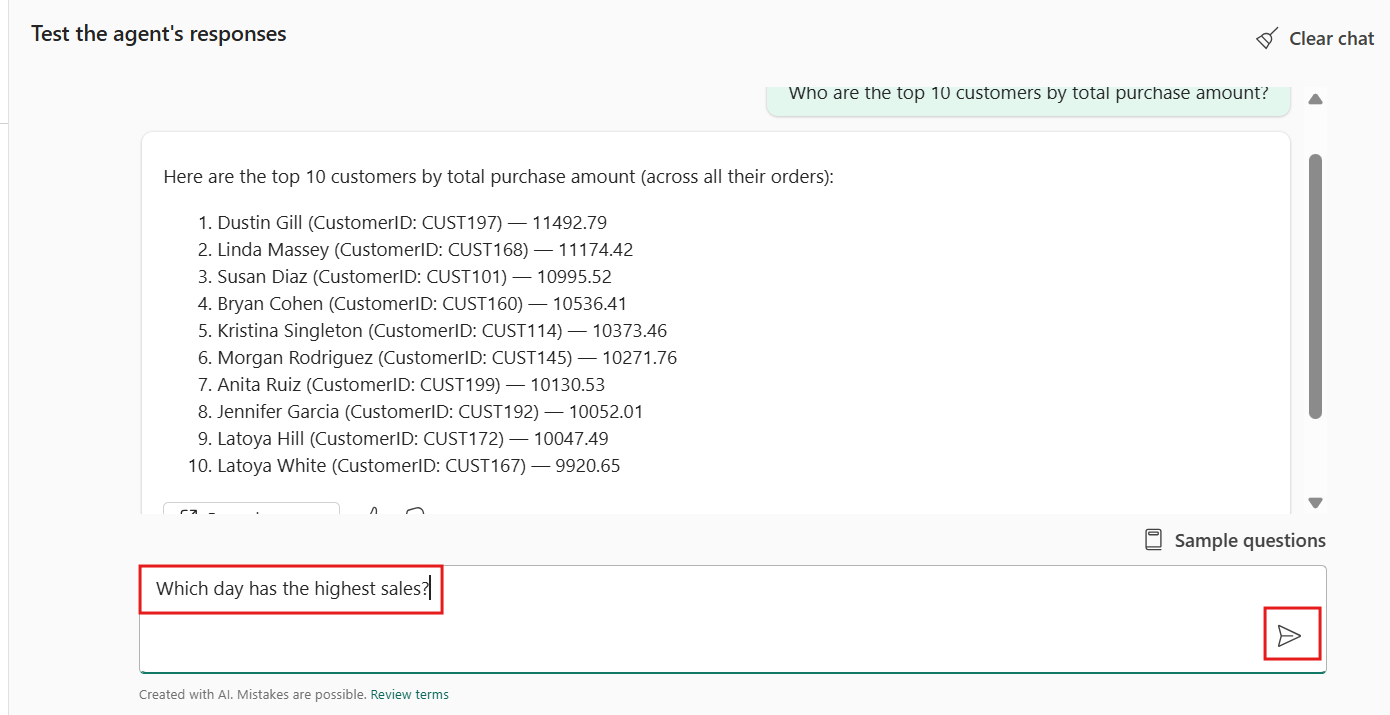 Test the agent's responses
Clear chat
Who are the top 10 customers by total purchase amount?
Here are the top 10 customers by total purchase amount (across all their orders):
1. Dustin Gill (CustomerID: CUST197) — 11492.79
2. Linda Massey (CustomerID: CUST168) — 11174.42
3. Susan Diaz (CustomerID: CUST101) — 10995.52
4. Bryan Cohen (CustomerID: CUST160) — 10536.41
5. Kristina Singleton (CustomerID: CUST114) — 10373.46
6. Morgan Rodriguez (CustomerID: CUST145) — 10271.76
7. Anita Ruiz (CustomerID: CUST199) — 10130.53
8. Jennifer Garcia (CustomerID: CUST192) — 10052.01
9. Latoya Hill (CustomerID: CUST172) — 10047.49
10. Latoya White (CustomerID: CUST167) — 9920.65
Sample questions
Which day has the highest sales?
Created with AI. Mistakes are possible. Review terms